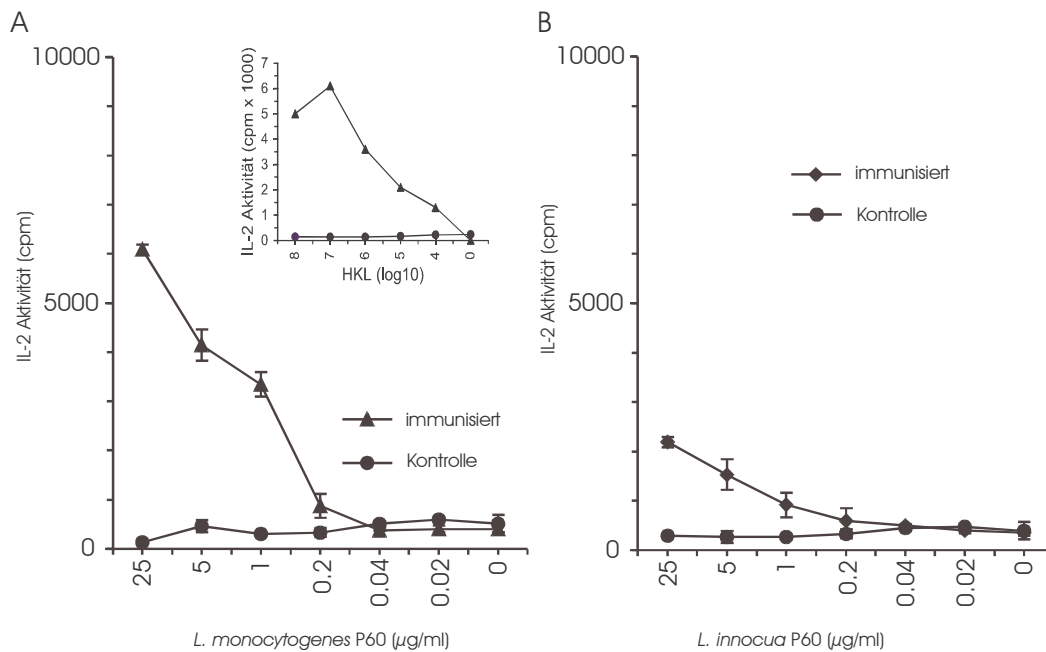 A
10000
5000
0
IL-2 Aktivität (cpm)
7
6
5
4
3
2
1
0
IL-2 Aktivität (cpm x 1000)
8
7
6
5
4
0
HKL (log10)
immunisiert
Kontrolle
25
5
1
0.2
0.04
0.02
0
L. monocytogenes P60 (µg/ml)
B
10000
5000
0
IL-2 Aktivität (cpm)
immunisiert
Kontrolle
25
5
1
0.2
0.04
0.02
0
L. innocua P60 (µg/ml)